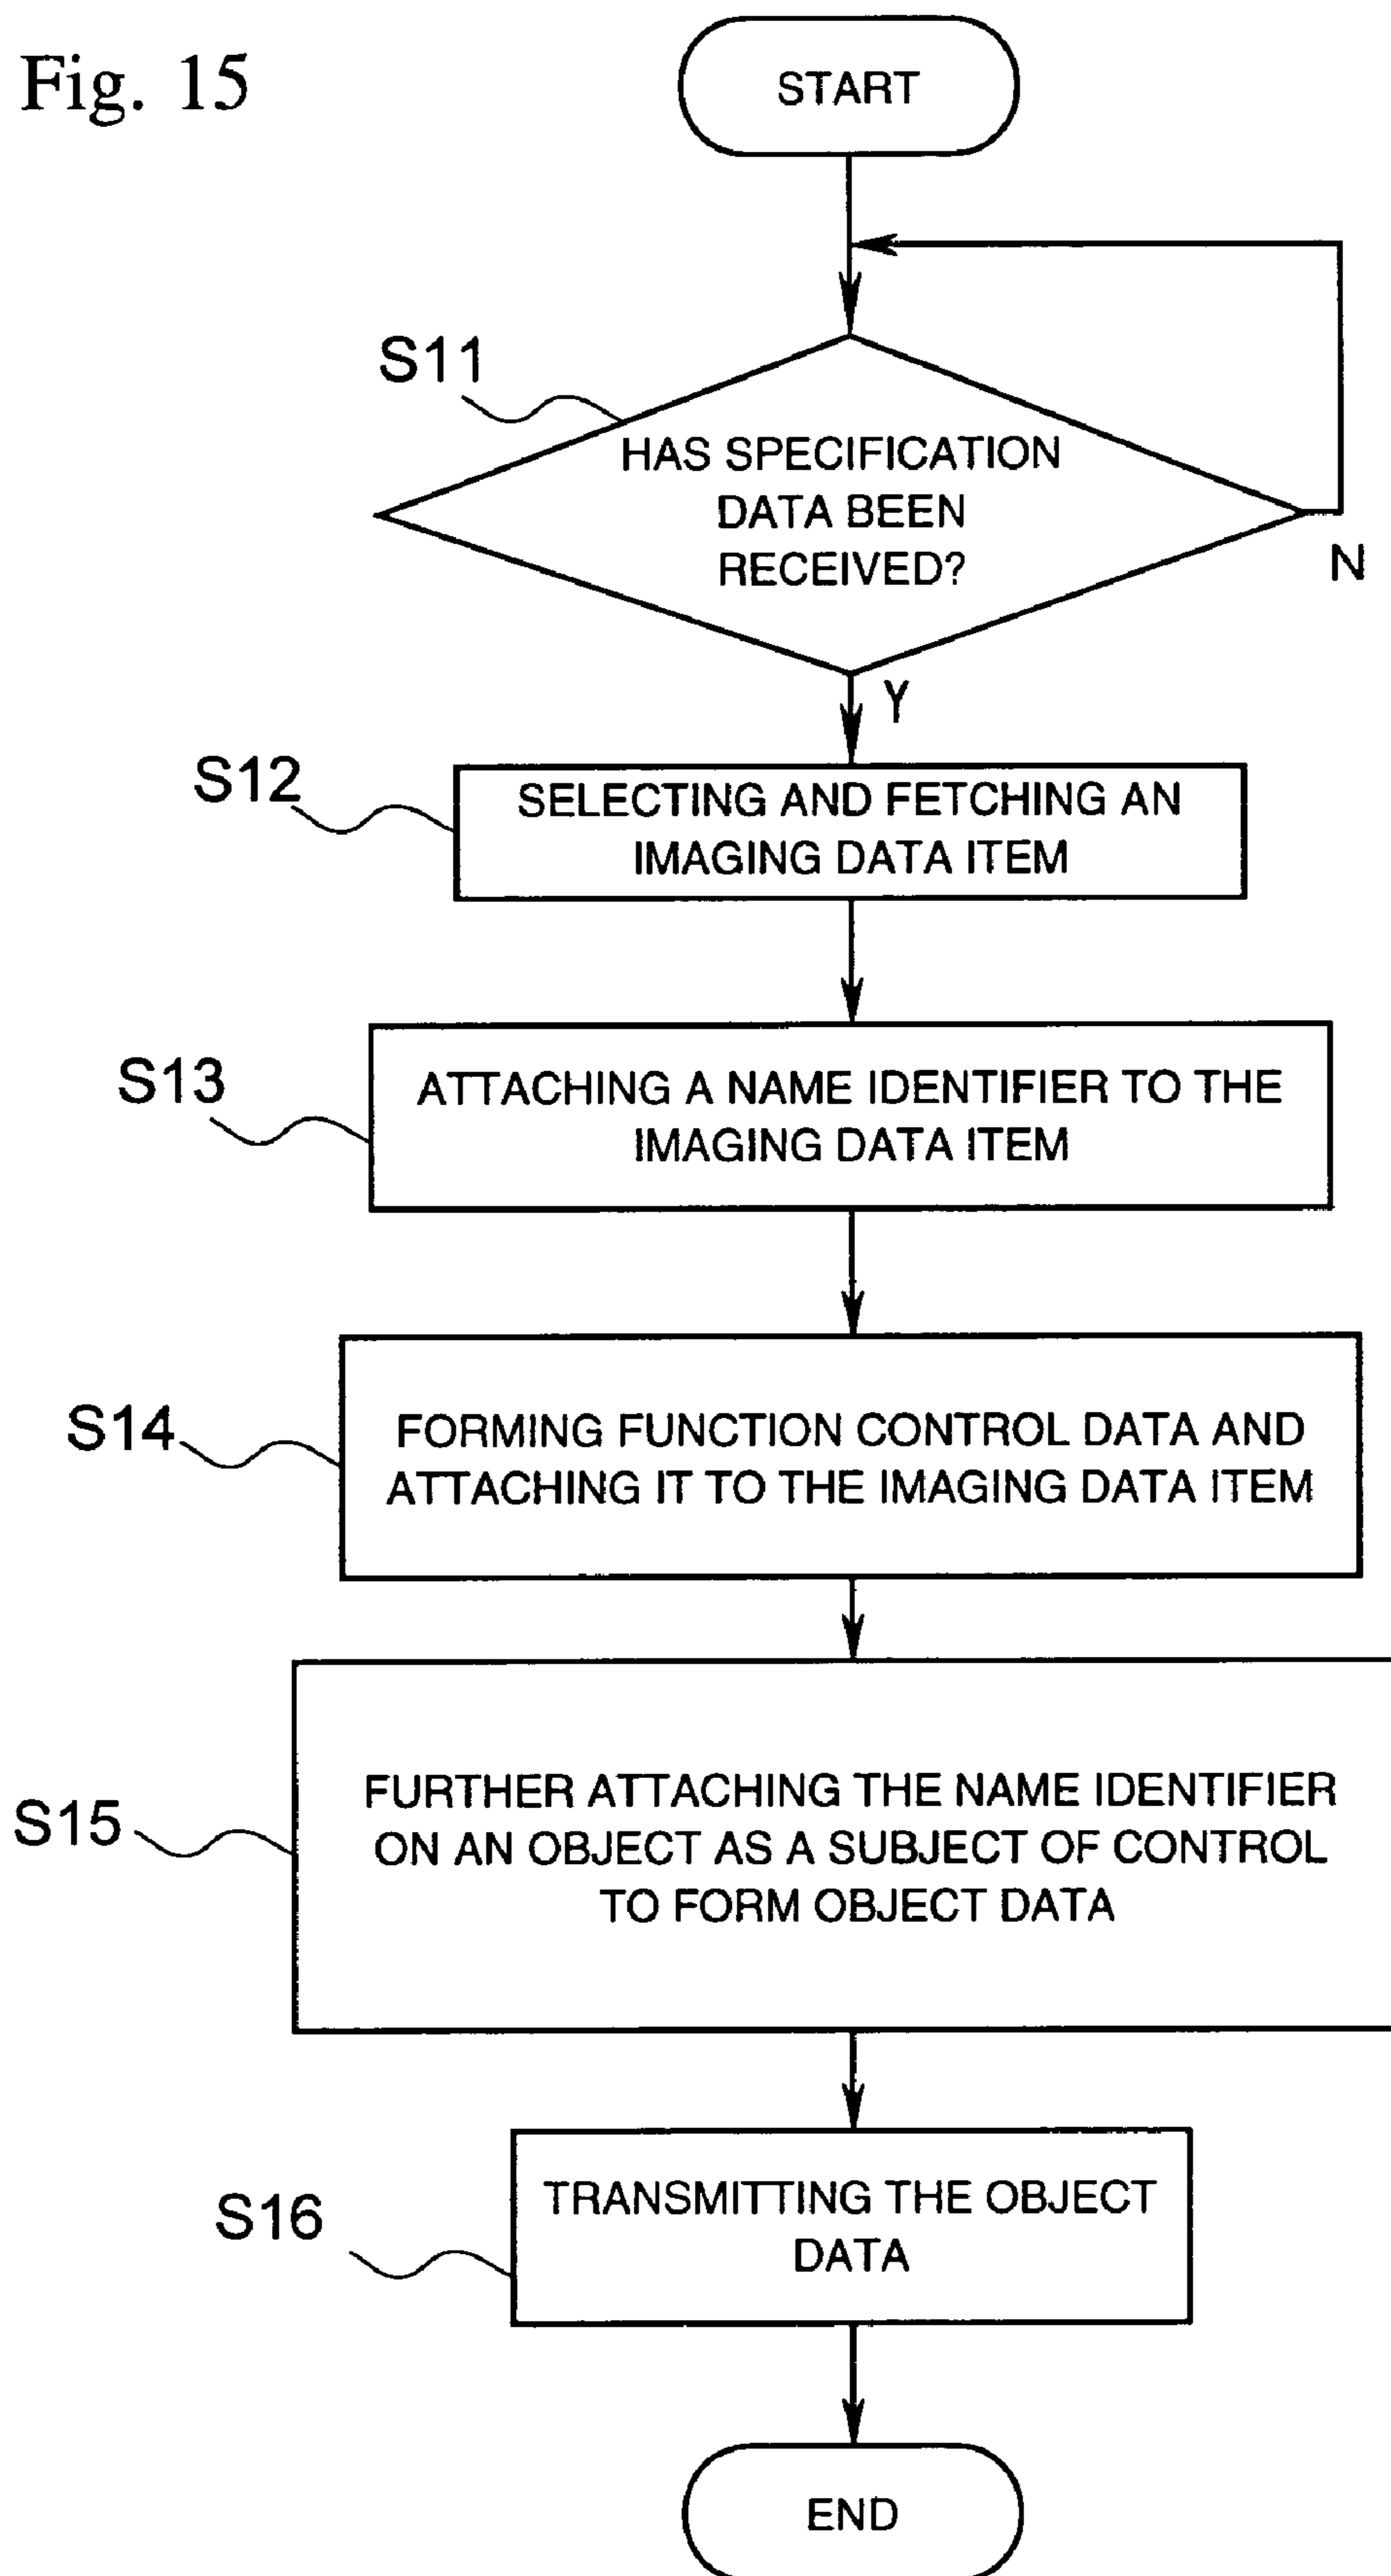 Fig. 15
START
S11
HAS SPECIFICATION
DATA BEEN
RECEIVED?
N
Y
S12
SELECTING AND FETCHING AN
IMAGING DATA ITEM
S13
ATTACHING A NAME IDENTIFIER TO THE
IMAGING DATA ITEM
S14
FORMING FUNCTION CONTROL DATA AND
ATTACHING IT TO THE IMAGING DATA ITEM
S15
FURTHER ATTACHING THE NAME IDENTIFIER
ON AN OBJECT AS A SUBJECT OF CONTROL
TO FORM OBJECT DATA
S16
TRANSMITTING THE OBJECT
DATA
END